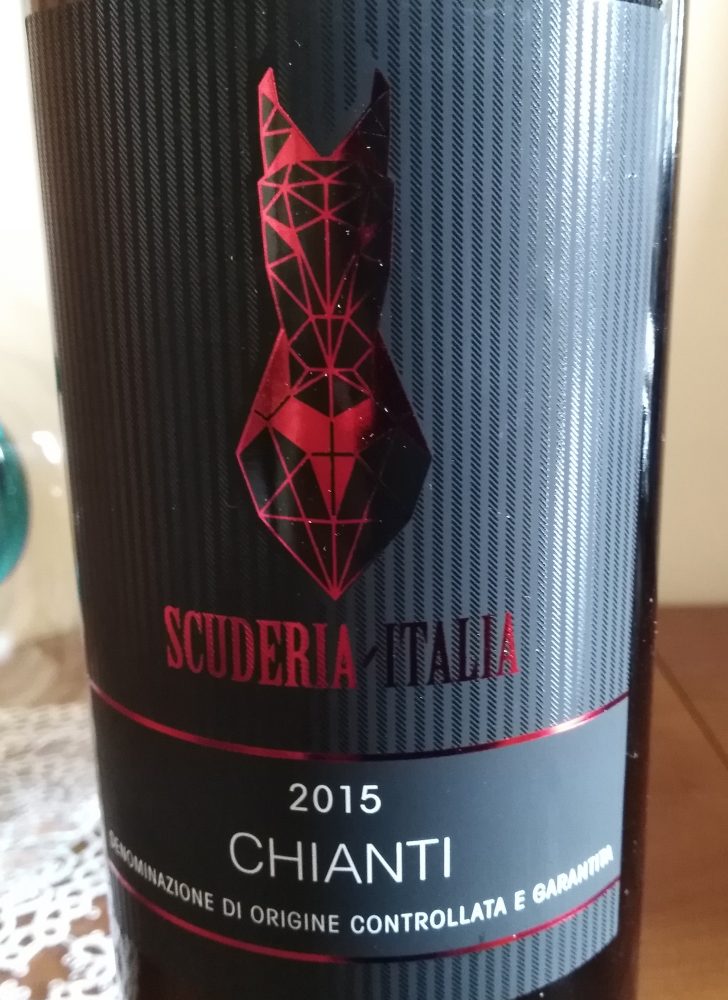 SCUDERIA-ITALIA
2015
CHIANTI
DENOMINAZIONE DI ORIGINE CONTROLLATA E GARANTITA